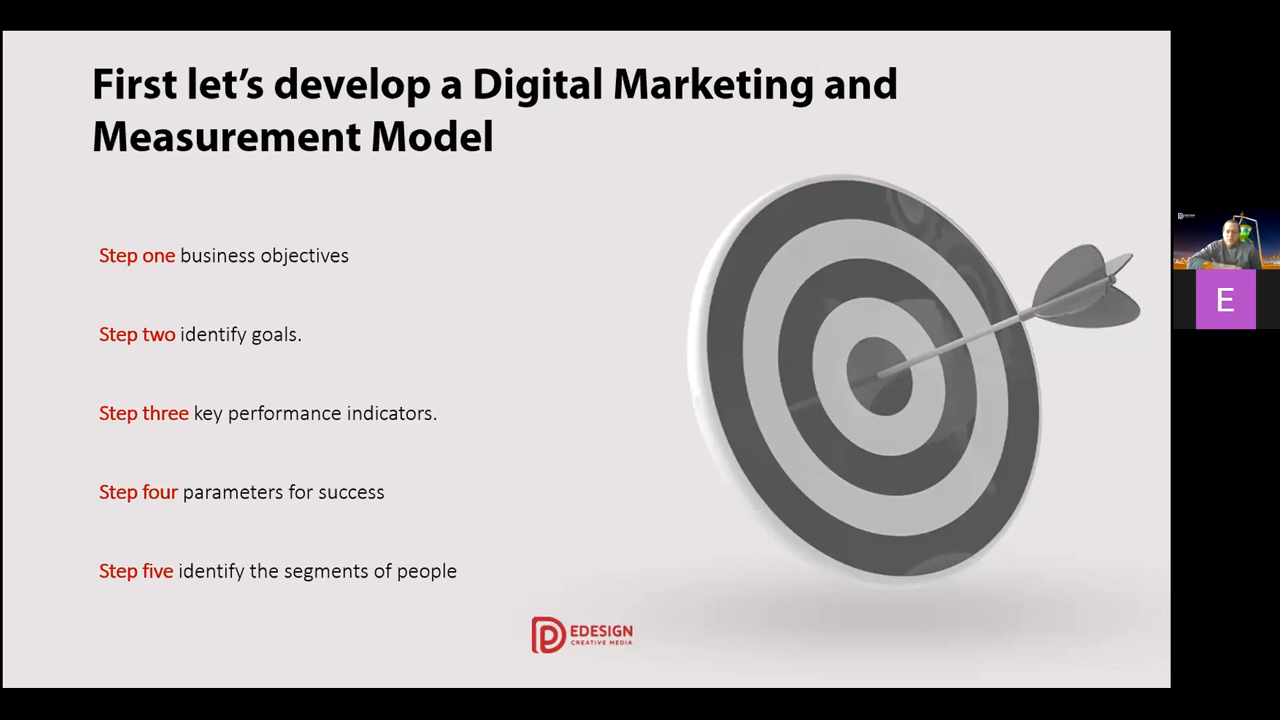 First let's develop a Digital Marketing and
Measurement Model
Step one business objectives
Step two identify goals.
Step three key performance indicators.
Step four parameters for success
Step five identify the segments of people
EDESIGN
CREATIVE MEDIA
E